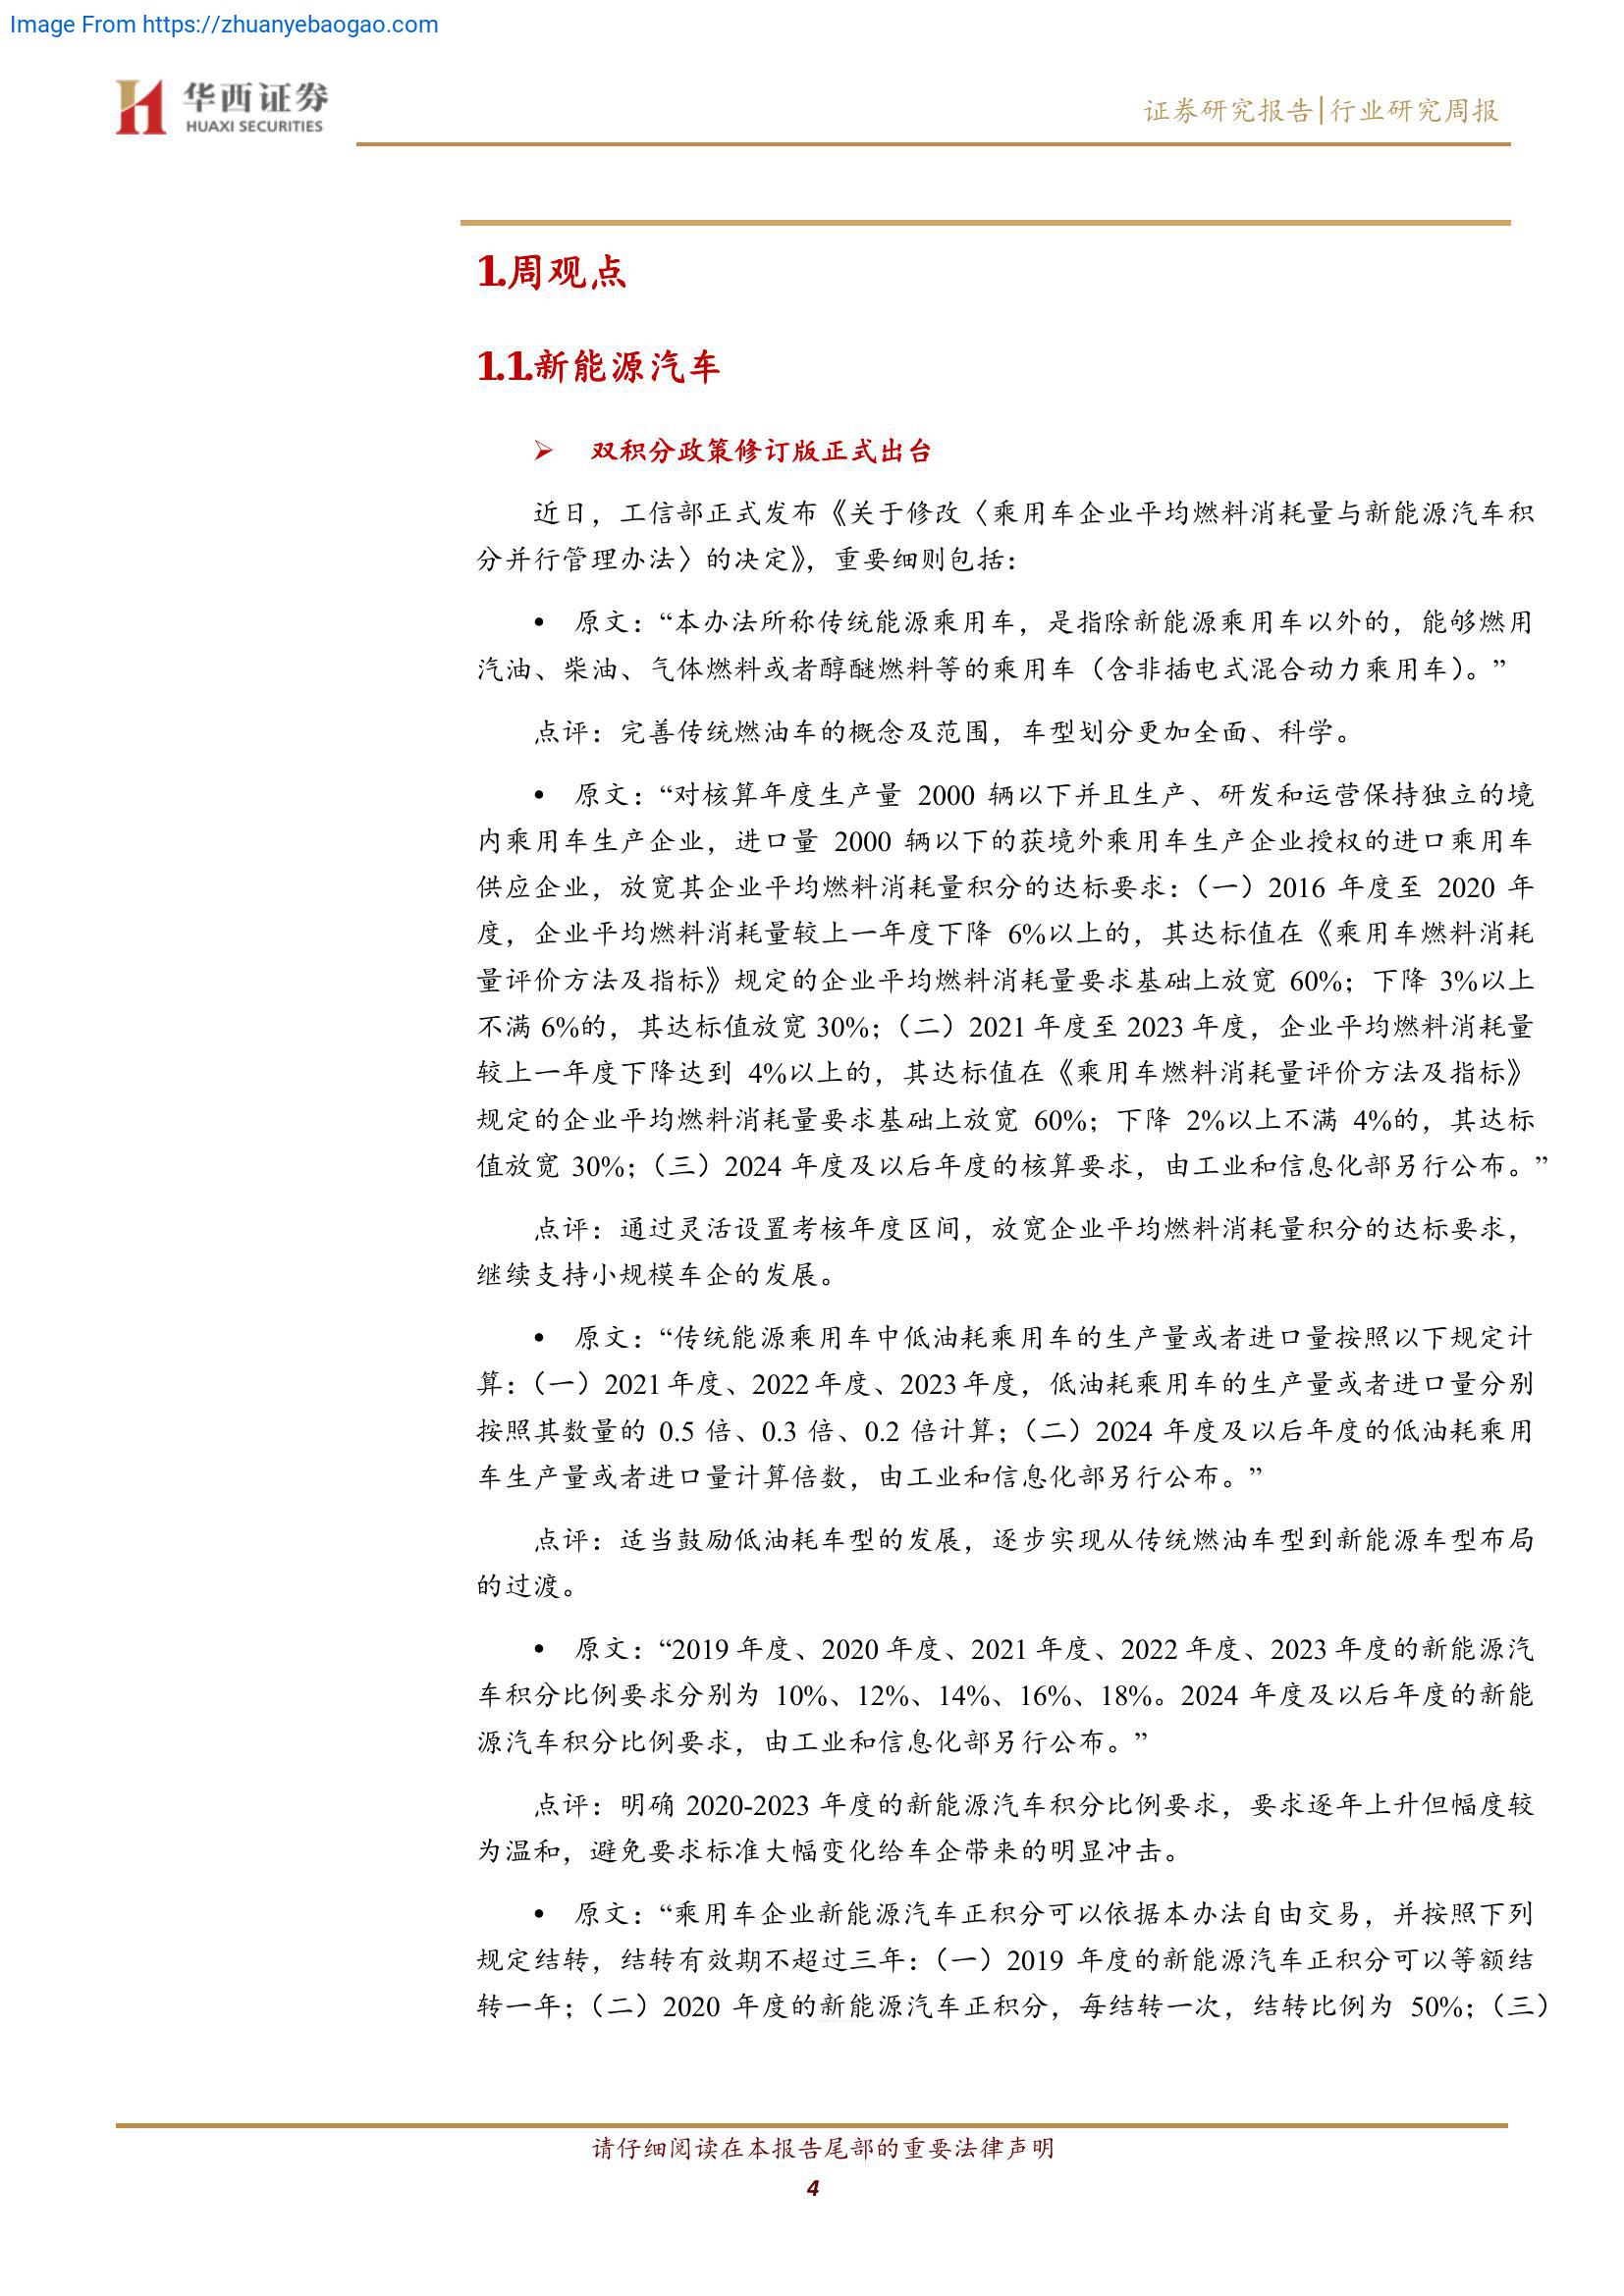 Image From https://zhuanyebaogao.com
华西证券
HUAXI SECURITIES
证券研究报告|行业研究周报
1.周观点
1.1.新能源汽车
➢ 双积分政策修订版正式出台
近日，工信部正式发布《关于修改〈乘用车企业平均燃料消耗量与新能源汽车积
分并行管理办法〉的决定》，重要细则包括：
• 原文：“本办法所称传统能源乘用车，是指除新能源乘用车以外的，能够燃用
汽油、柴油、气体燃料或者醇醚燃料等的乘用车（含非插电式混合动力乘用车）。”
点评：完善传统燃油车的概念及范围，车型划分更加全面、科学。
• 原文：“对核算年度生产量 2000 辆以下并且生产、研发和运营保持独立的境
内乘用车生产企业，进口量 2000 辆以下的获境外乘用车生产企业授权的进口乘用车
供应企业，放宽其企业平均燃料消耗量积分的达标要求：（一）2016 年度至 2020 年
度，企业平均燃料消耗量较上一年度下降 6%以上的，其达标值在《乘用车燃料消耗
量评价方法及指标》规定的企业平均燃料消耗量要求基础上放宽 60%；下降 3%以上
不满 6%的，其达标值放宽 30%；（二）2021 年度至 2023 年度，企业平均燃料消耗量
较上一年度下降达到 4%以上的，其达标值在《乘用车燃料消耗量评价方法及指标》
规定的企业平均燃料消耗量要求基础上放宽 60%；下降 2%以上不满 4%的，其达标
值放宽 30%；（三）2024 年度及以后年度的核算要求，由工业和信息化部另行公布。”
点评：通过灵活设置考核年度区间，放宽企业平均燃料消耗量积分的达标要求，
继续支持小规模车企的发展。
• 原文：“传统能源乘用车中低油耗乘用车的生产量或者进口量按照以下规定计
算：（一）2021 年度、2022 年度、2023 年度，低油耗乘用车的生产量或者进口量分别
按照其数量的 0.5 倍、0.3 倍、0.2 倍计算；（二）2024 年度及以后年度的低油耗乘用
车生产量或者进口量计算倍数，由工业和信息化部另行公布。”
点评：适当鼓励低油耗车型的发展，逐步实现从传统燃油车型到新能源车型布局
的过渡。
• 原文：“2019 年度、2020 年度、2021 年度、2022 年度、2023 年度的新能源汽
车积分比例要求分别为 10%、12%、14%、16%、18%。2024 年度及以后年度的新能
源汽车积分比例要求，由工业和信息化部另行公布。”
点评：明确 2020-2023 年度的新能源汽车积分比例要求，要求逐年上升但幅度较
为温和，避免要求标准大幅变化给车企带来的明显冲击。
• 原文：“乘用车企业新能源汽车正积分可以依据本办法自由交易，并按照下列
规定结转，结转有效期不超过三年：（一）2019 年度的新能源汽车正积分可以等额结
转一年；（二）2020 年度的新能源汽车正积分，每结转一次，结转比例为 50%；（三）
请仔细阅读在本报告尾部的重要法律声明
4